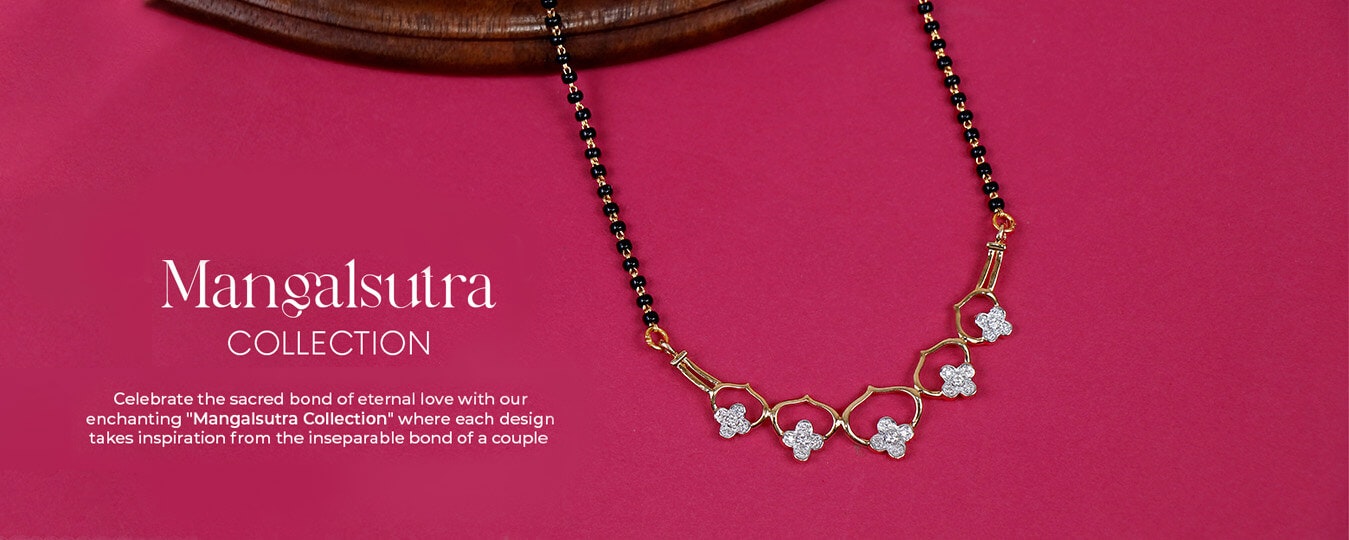 Mangalsutra
COLLECTION
Celebrate the sacred bond of eternal love with our
enchanting "Mangalsutra Collection" where each design
takes inspiration from the inseparable bond of a couple